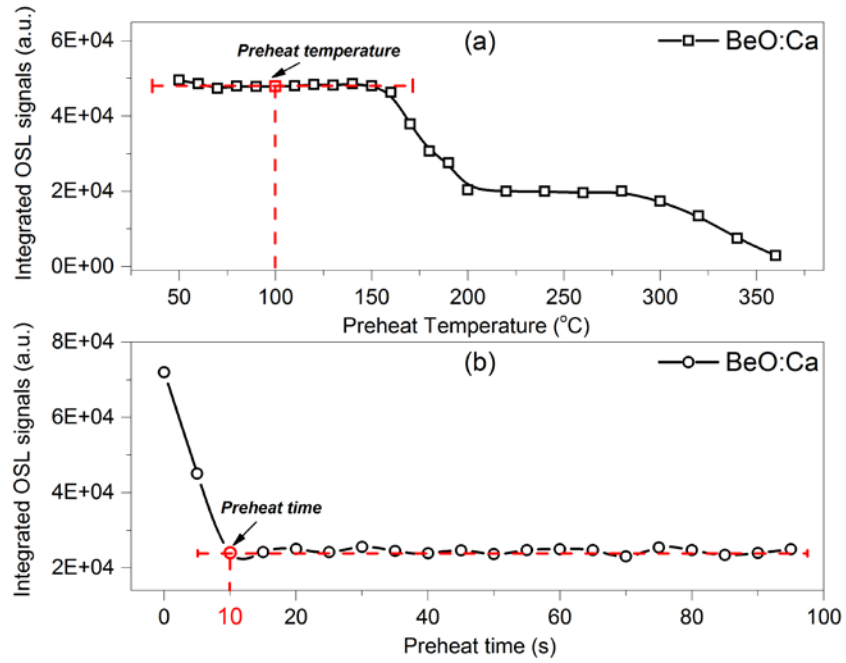 6E+04
4E+04
2E+04
0E+00
Integrated OSL signals (a.u.)
Preheat temperature
(a)
BeO:Ca
50 100 150 200 250 300 350
Preheat Temperature (°C)
8E+04
6E+04
4E+04
2E+04
Integrated OSL signals (a.u.)
(b)
BeO:Ca
Preheat time
0 10 20 40 60 80 100
Preheat time (s)